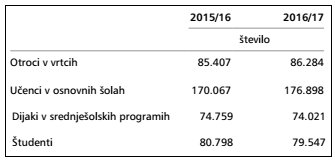 2015/16 2016/17
število
Otroci v vrtcih 85.407 86.284
Učenci v osnovnih šolah 170.067 176.898
Dijaki v srednješolskih programih 74.759 74.021
Študenti 80.798 79.547